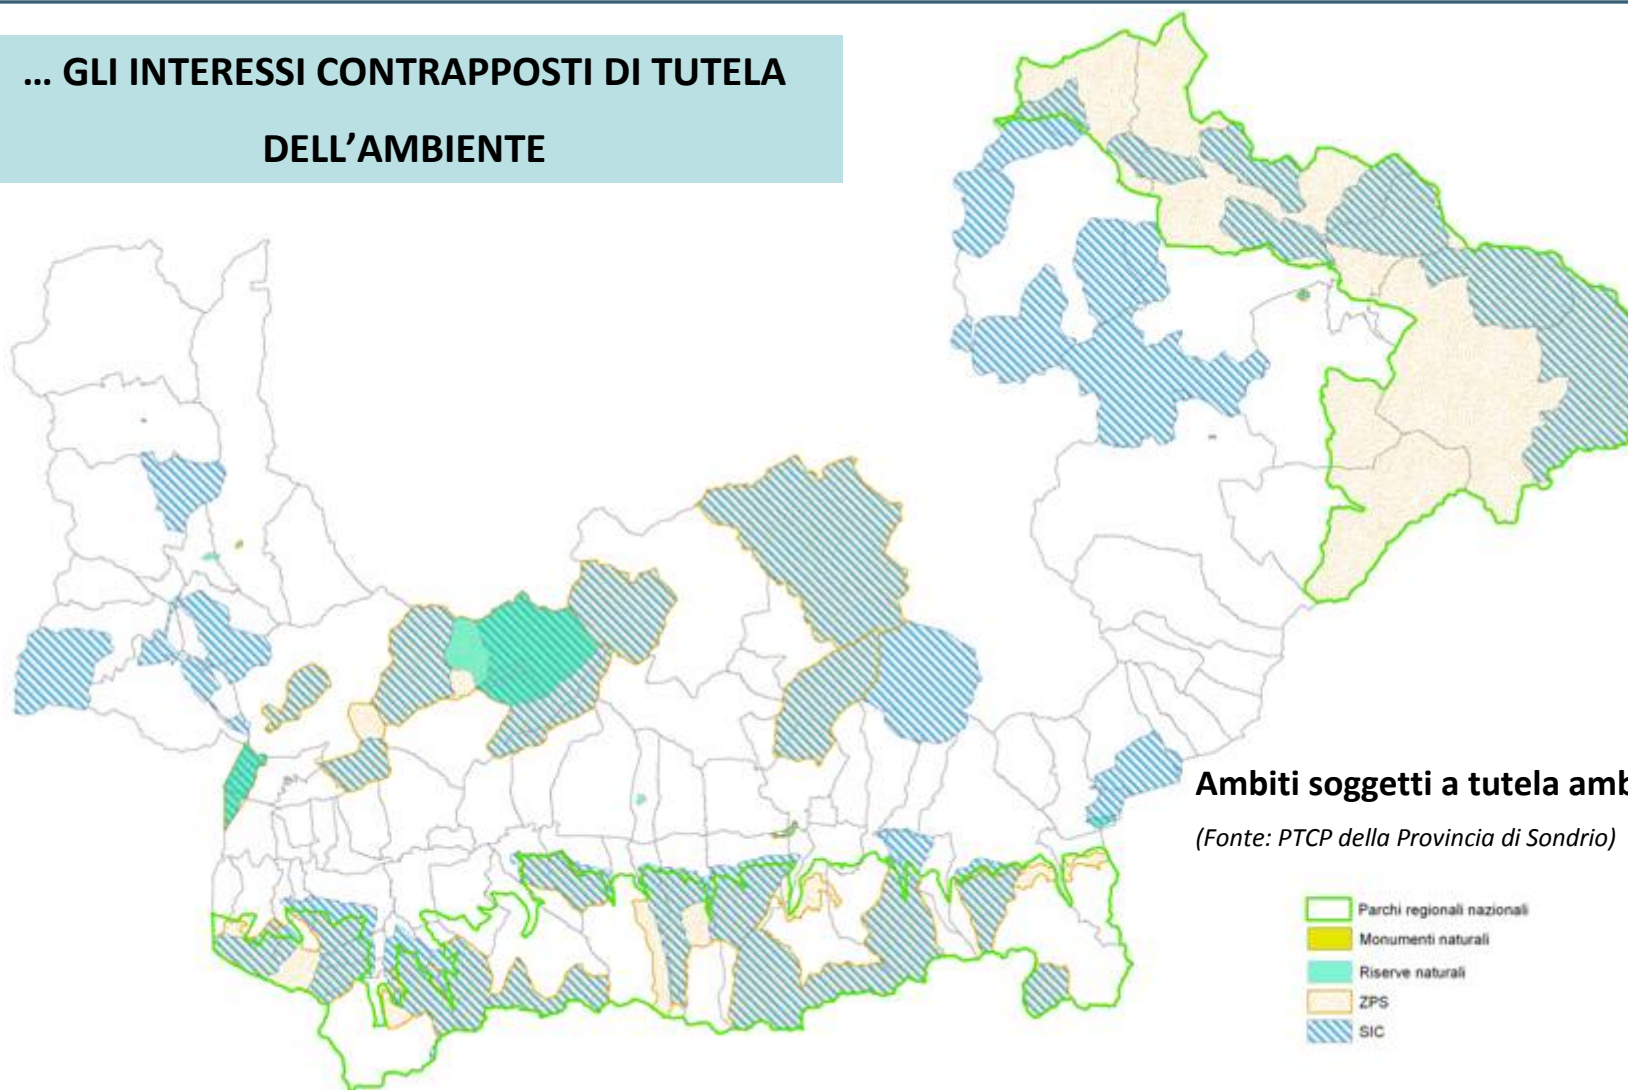 ... GLI INTERESSI CONTRAPPOSTI DI TUTELA
DELL'AMBIENTE
Ambiti soggetti a tutela amb
(Fonte: PTCP della Provincia di Sondrio)
Parchi regionali nazionali
Monumenti naturali
Riserve naturali
ZPS
SIC